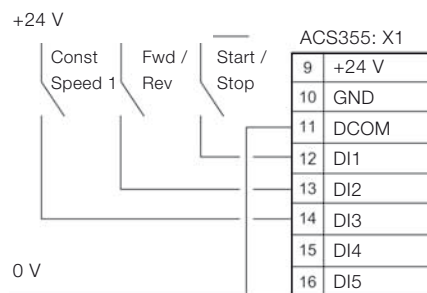 +24 V
ACS355: X1
Const
Speed 1
Fwd /
Rev
Start /
Stop
9 +24 V
10 GND
11 DCOM
12 DI1
13 DI2
14 DI3
15 DI4
16 DI5
0 V